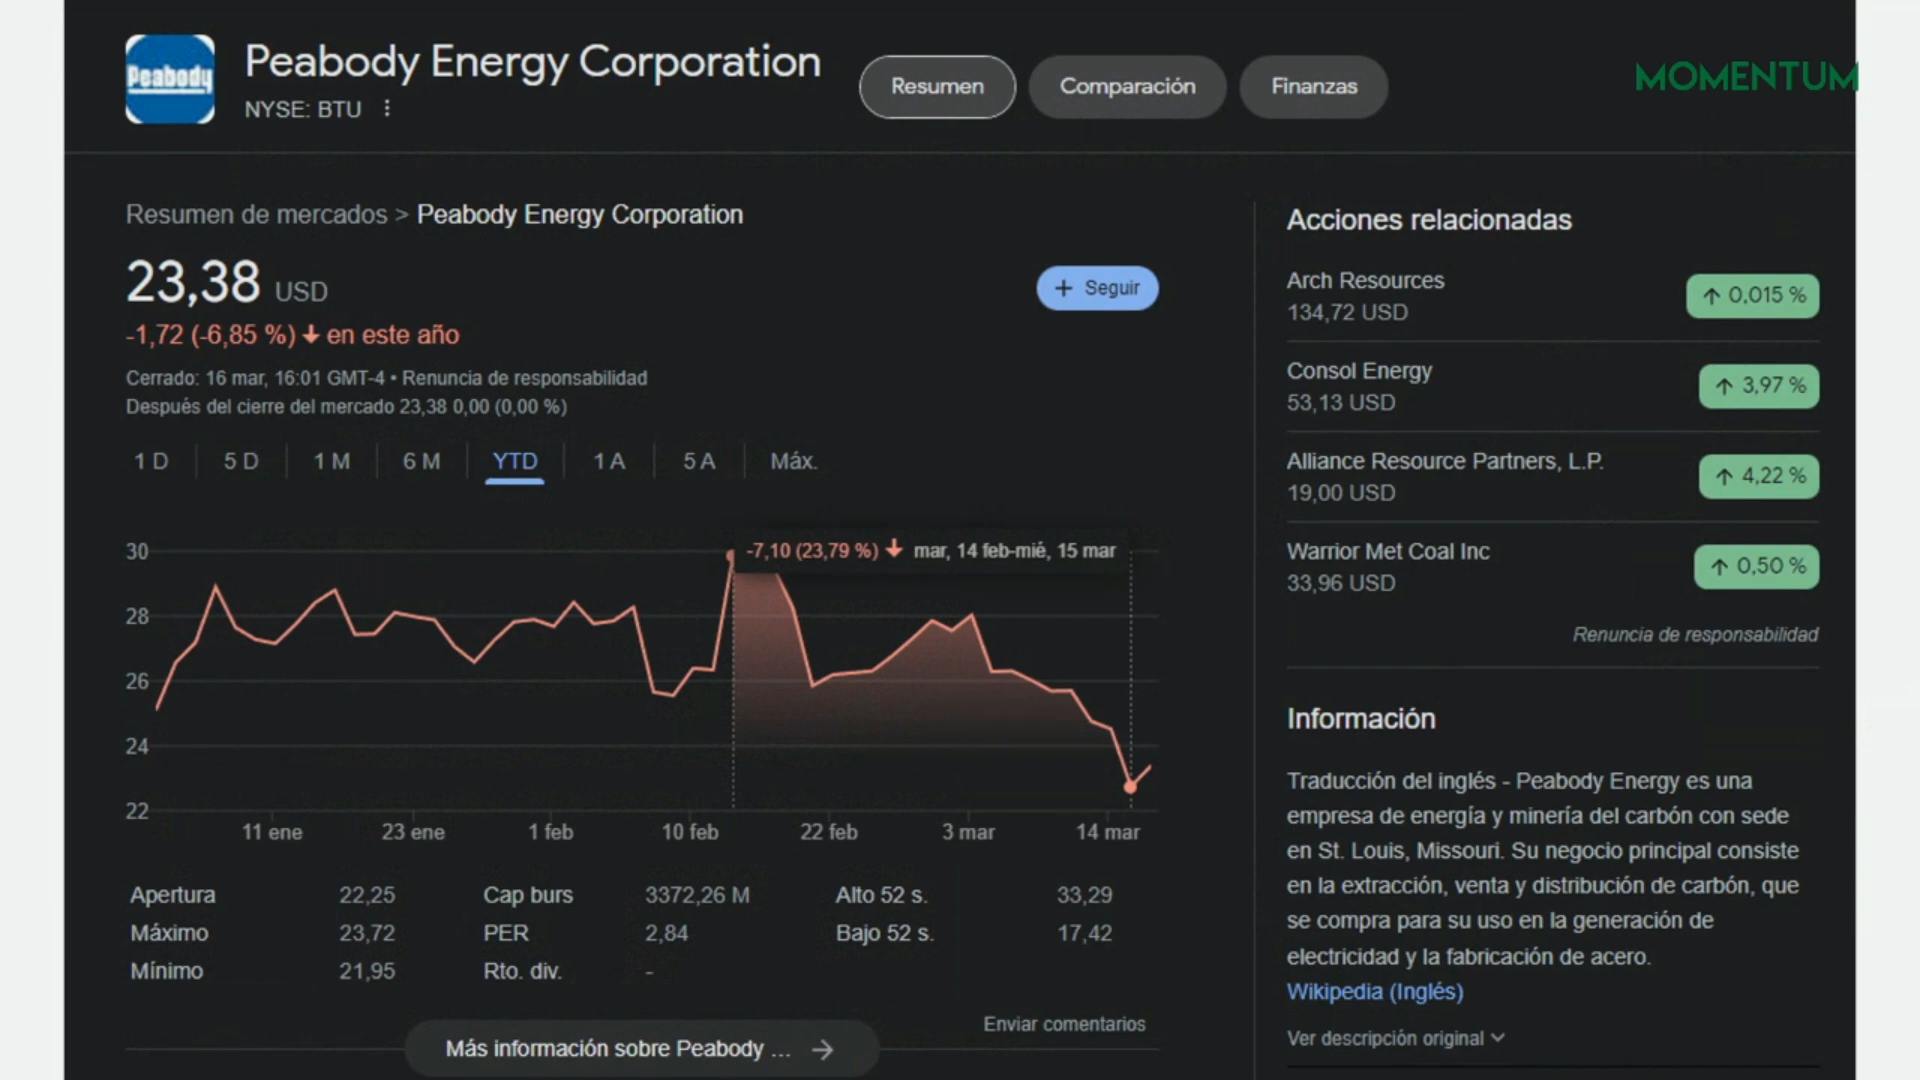 Peabody
Peabody Energy Corporation
NYSE: BTU
Resumen
Comparación
Finanzas
MOMENTUM
Resumen de mercados > Peabody Energy Corporation
23,38 USD
-1,72 (-6,85 %) ↓ en este año
Cerrado: 16 mar, 16:01 GMT-4 • Renuncia de responsabilidad
Después del cierre del mercado 23,38 0,00 (0,00 %)
+ Seguir
1 D 5 D 1 M 6 M YTD 1 A 5 A Máx.
-7,10 (23,79 %) ↓ mar, 14 feb-mié, 15 mar
30
28
26
24
22
11 ene 23 ene 1 feb 10 feb 22 feb 3 mar 14 mar
Apertura 22,25 Cap burs 3372,26 M Alto 52 s. 33,29
Máximo 23,72 PER 2,84 Bajo 52 s. 17,42
Mínimo 21,95 Rto. div. -
Enviar comentarios
Más información sobre Peabody ... →
Acciones relacionadas
Arch Resources
134,72 USD
↑ 0,015 %
Consol Energy
53,13 USD
↑ 3,97 %
Alliance Resource Partners, L.P.
19,00 USD
↑ 4,22 %
Warrior Met Coal Inc
33,96 USD
↑ 0,50 %
Renuncia de responsabilidad
Información
Traducción del inglés - Peabody Energy es una
empresa de energía y minería del carbón con sede
en St. Louis, Missouri. Su negocio principal consiste
en la extracción, venta y distribución de carbón, que
se compra para su uso en la generación de
electricidad y la fabricación de acero.
Wikipedia (Inglés)
Ver descripción original